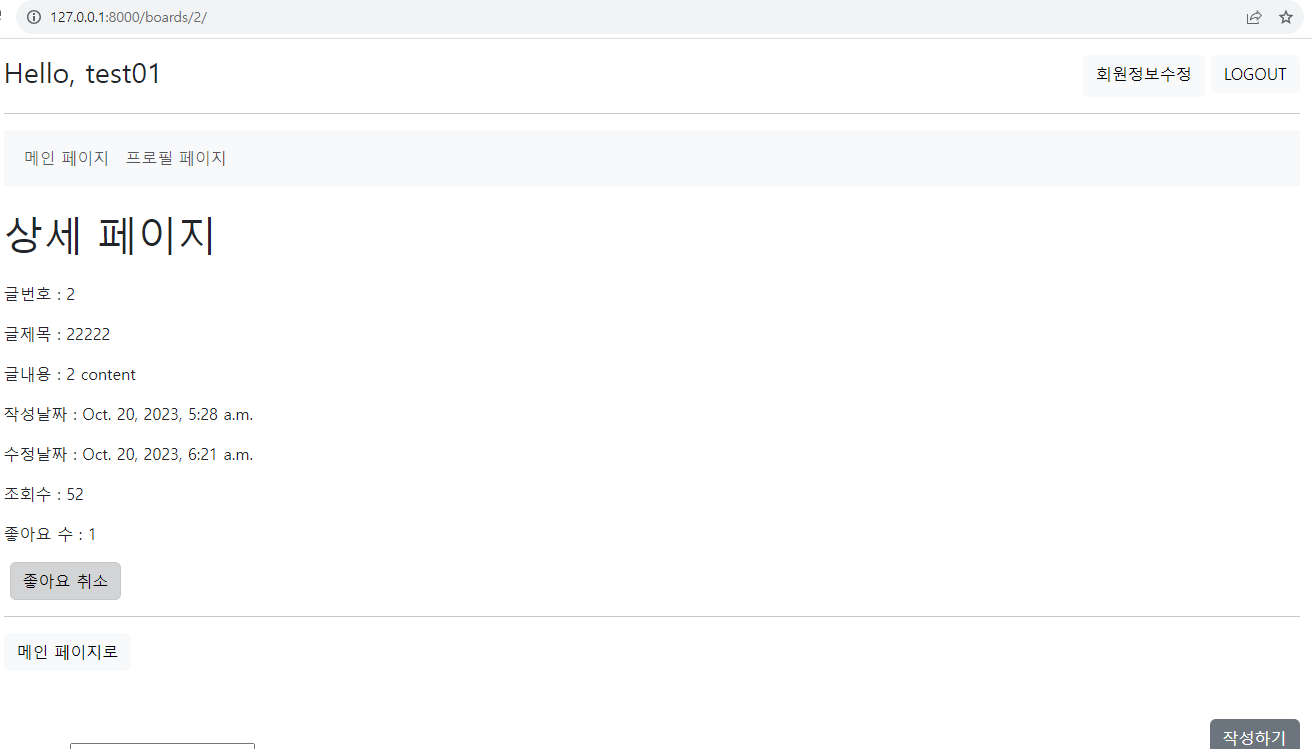 127.0.0.1:8000/boards/2/
Hello, test01
회원정보수정 LOGOUT
메인 페이지 프로필 페이지
상세 페이지
글번호 : 2
글제목 : 22222
글내용 : 2 content
작성날짜 : Oct. 20, 2023, 5:28 a.m.
수정날짜 : Oct. 20, 2023, 6:21 a.m.
조회수 : 52
좋아요 수 : 1
좋아요 취소
메인 페이지로
작성하기